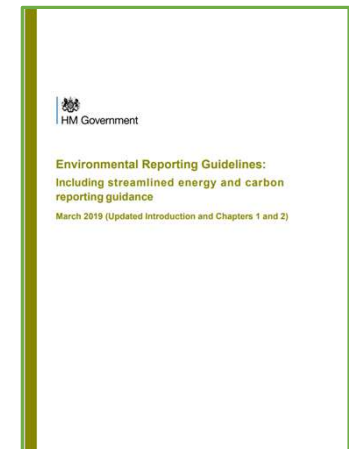 HM Government
Environmental Reporting Guidelines:
Including streamlined energy and carbon
reporting guidance
March 2019 (Updated Introduction and Chapters 1 and 2)